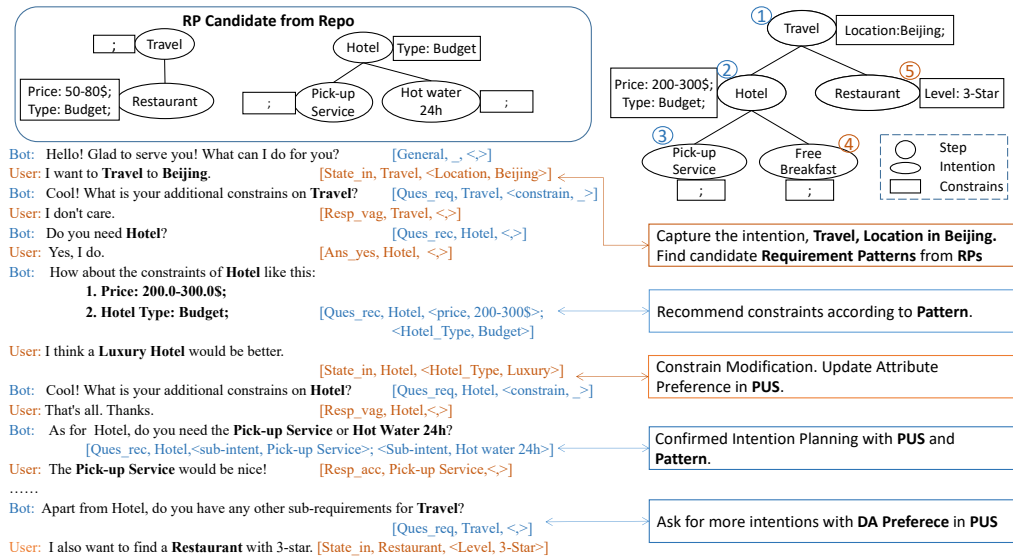 RP Candidate from Repo
; Travel
Price: 50-80$;
Type: Budget;
Restaurant
Hotel
Type: Budget
; Pick-up
Service
Hot water
24h
;
① Travel
Location:Beijing;
② Hotel
Price: 200-300$;
Type: Budget;
⑤ Restaurant
Level: 3-Star
③ Pick-up
Service
;
④ Free
Breakfast
;
Step
Intention
Constrains
Bot: Hello! Glad to serve you! What can I do for you? [General, _, <,>]
User: I want to Travel to Beijing. [State_in, Travel, <Location, Beijing>]
Bot: Cool! What is your additional constrains on Travel? [Ques_req, Travel, <constrain, _>]
User: I don't care. [Resp_vag, Travel, <,>]
Bot: Do you need Hotel? [Ques_rec, Hotel, <,>]
User: Yes, I do. [Ans_yes, Hotel, <,>]
Bot: How about the constraints of Hotel like this:
1. Price: 200.0-300.0$;
2. Hotel Type: Budget; [Ques_rec, Hotel, <price, 200-300$>;
<Hotel_Type, Budget>]
User: I think a Luxury Hotel would be better.
[State_in, Hotel, <Hotel_Type, Luxury>]
Bot: Cool! What is your additional constrains on Hotel? [Ques_req, Hotel, <constrain, _>]
User: That's all. Thanks. [Resp_vag, Hotel,<,>]
Bot: As for Hotel, do you need the Pick-up Service or Hot Water 24h?
[Ques_rec, Hotel,<sub-intent, Pick-up Service>; <Sub-intent, Hot water 24h>]
User: The Pick-up Service would be nice! [Resp_acc, Pick-up Service,<,>]
......
Bot: Apart from Hotel, do you have any other sub-requirements for Travel?
[Ques_req, Travel, <,>]
User: I also want to find a Restaurant with 3-star. [State_in, Restaurant, <Level, 3-Star>]
Capture the intention, Travel, Location in Beijing.
Find candidate Requirement Patterns from RPs
Recommend constraints according to Pattern.
Constrain Modification. Update Attribute
Preference in PUS.
Confirmed Intention Planning with PUS and
Pattern.
Ask for more intentions with DA Preferece in PUS